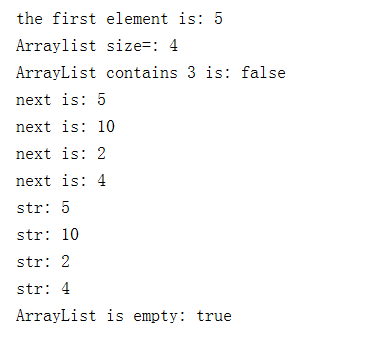 the first element is: 5
Arraylist size=: 4
ArrayList contains 3 is: false
next is: 5
next is: 10
next is: 2
next is: 4
str: 5
str: 10
str: 2
str: 4
ArrayList is empty: true